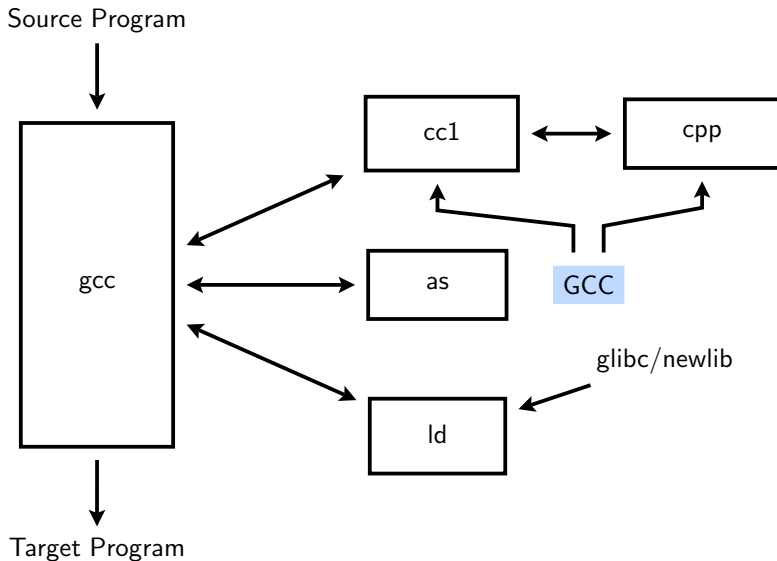 Source Program
cc1
cpp
gcc
as
GCC
glibc/newlib
ld
Target Program